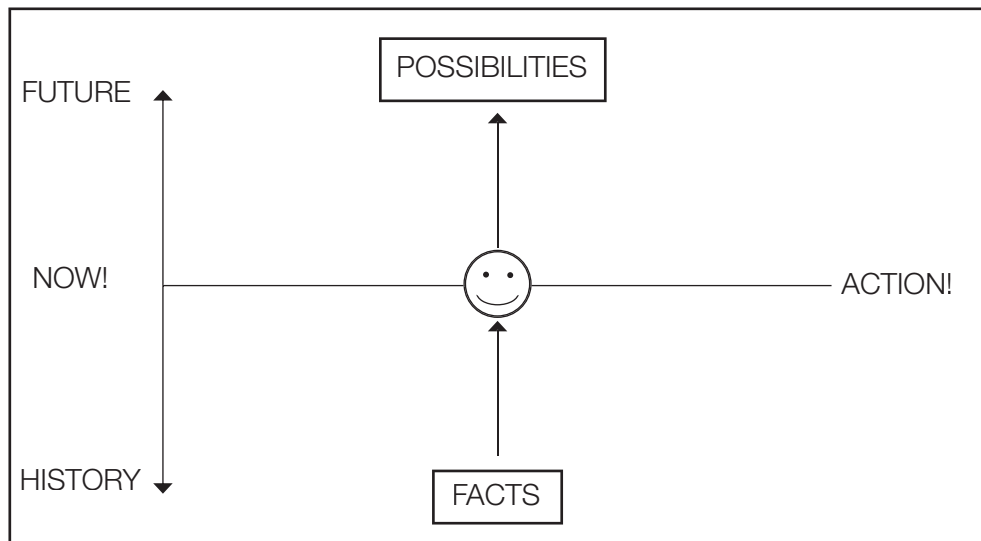 POSSIBILITIES
FUTURE
NOW!
ACTION!
HISTORY
FACTS